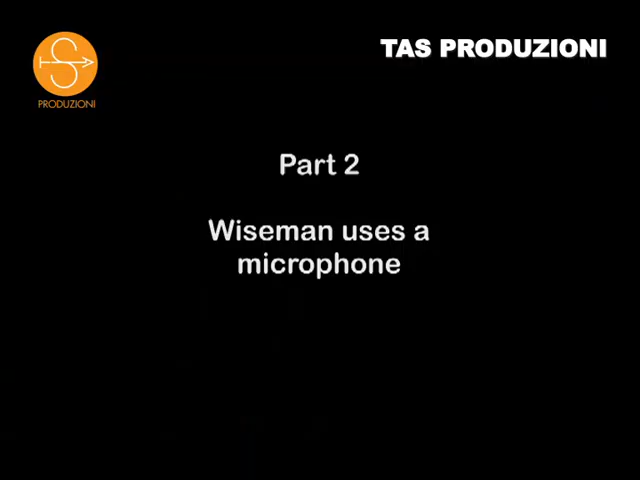 TAS PRODUZIONI
PRODUZIONI
Part 2
Wiseman uses a
microphone